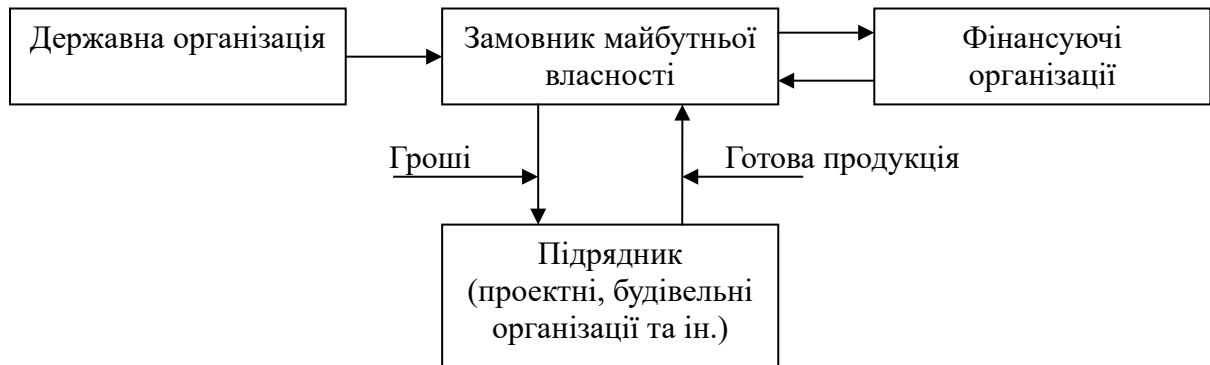 Державна організація
Замовник майбутньої
власності
Фінансуючі
організації
Гроші
Готова продукція
Підрядник
(проектні, будівельні
організації та ін.)